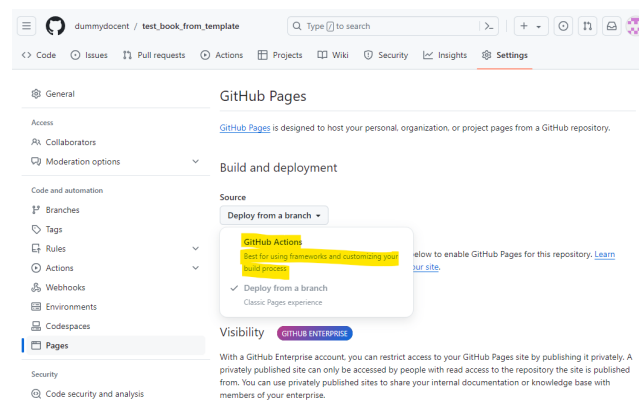 dummydocent / test_book_from_template
Type / to search
Code Issues Pull requests Actions Projects Wiki Security Insights Settings
General
Access
Collaborators
Moderation options
Code and automation
Branches
Tags
Rules
Actions
Webhooks
Environments
Codespaces
Pages
Security
Code security and analysis
GitHub Pages
GitHub Pages is designed to host your personal, organization, or project pages from a GitHub repository.
Build and deployment
Source
Deploy from a branch
GitHub Actions
Best for using frameworks and customizing your
build process
Deploy from a branch
Classic Pages experience
elow to enable GitHub Pages for this repository. Learn
our site.
Visibility GITHUB ENTERPRISE
With a GitHub Enterprise account, you can restrict access to your GitHub Pages site by publishing it privately. A
privately published site can only be accessed by people with read access to the repository the site is published
from. You can use privately published sites to share your internal documentation or knowledge base with
members of your enterprise.